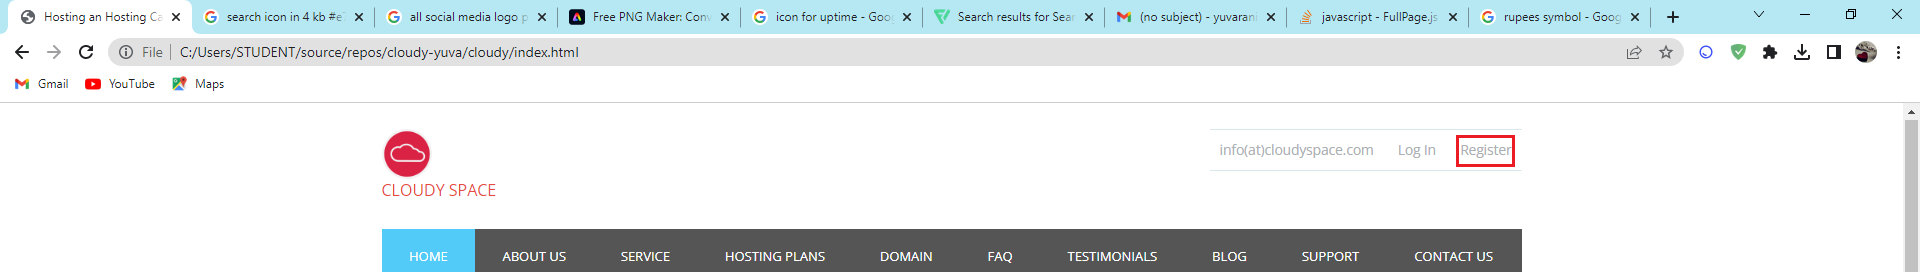 Hosting an Hosting Ca
search icon in 4 kb #e7
all social media logo p
Free PNG Maker: Conv
icon for uptime - Goog
Search results for Sear
(no subject) - yuvaran
javascript - FullPage.js
rupees symbol - Goog
File | C:/Users/STUDENT/source/repos/cloudy-yuva/cloudy/index.html
Gmail YouTube Maps
info(at)cloudyspace.com Log In Register
CLOUDY SPACE
HOME ABOUT US SERVICE HOSTING PLANS DOMAIN FAQ TESTIMONIALS BLOG SUPPORT CONTACT US